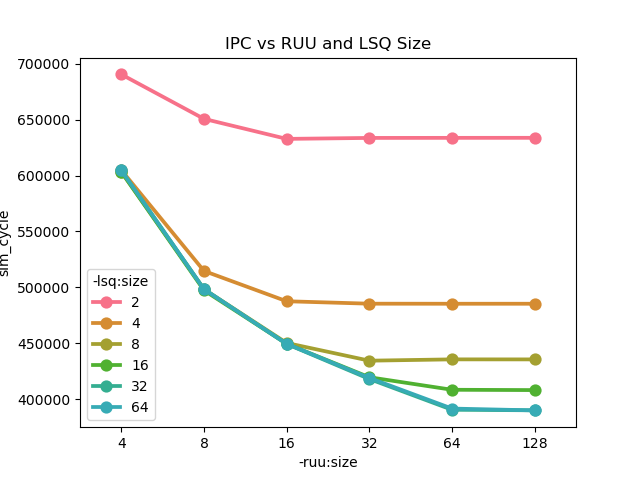 IPC vs RUU and LSQ Size
700000
650000
600000
550000
500000
450000
400000
sim_cycle
-lsq:size
2
4
8
16
32
64
4 8 16 32 64 128
-ruu:size